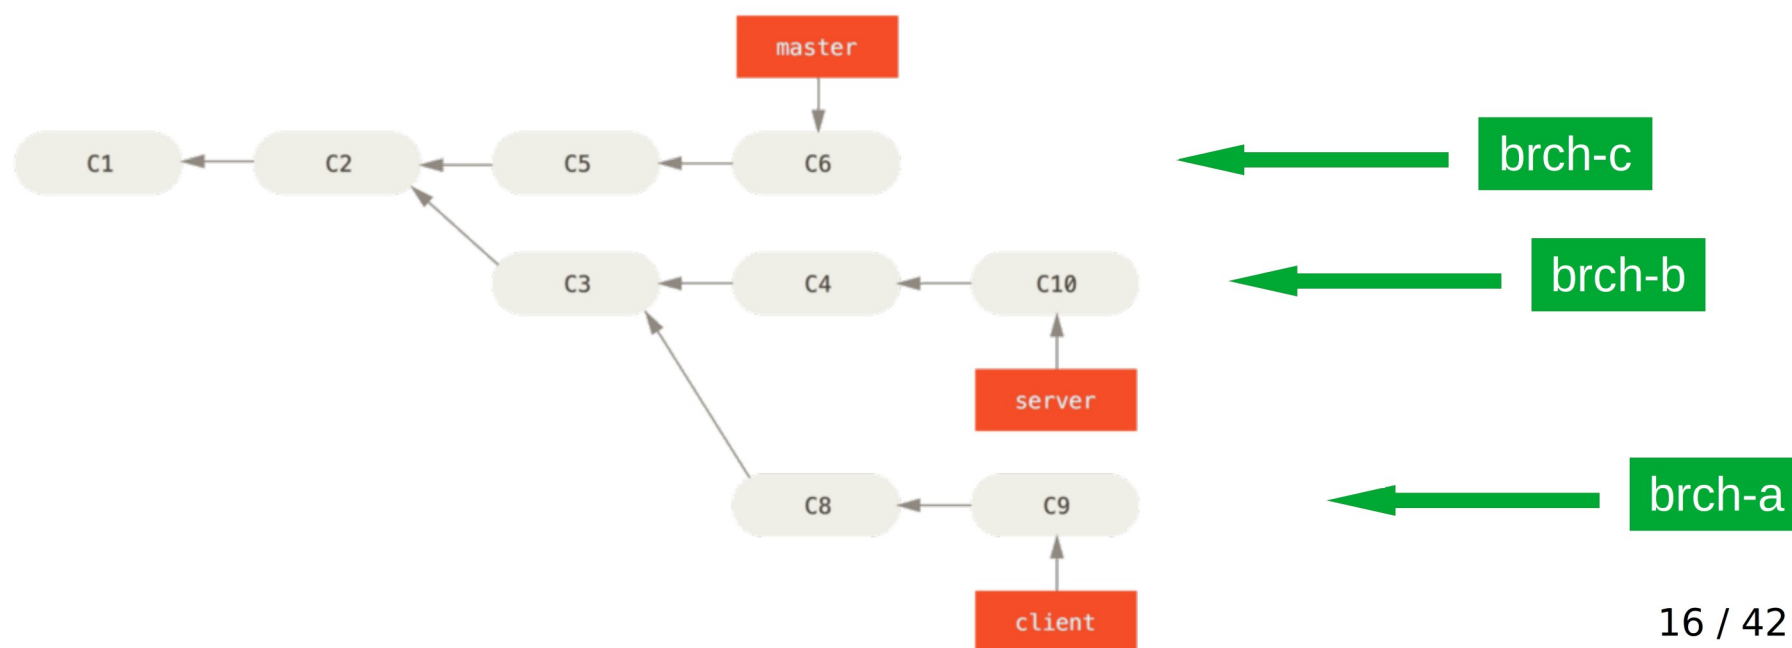 master
C1 C2 C5 C6 brch-c
C3 C4 C10 brch-b
server
C8 C9 brch-a
client
16 / 42